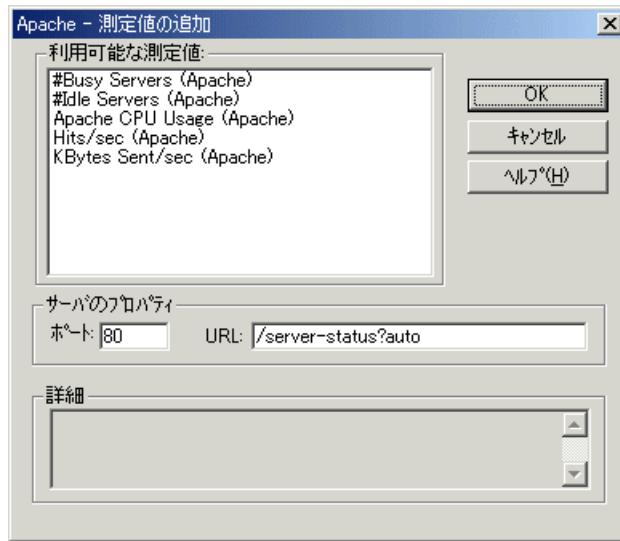 Apache - 測定値の追加
利用可能な測定値:
#Busy Servers (Apache)
#Idle Servers (Apache)
Apache CPU Usage (Apache)
Hits/sec (Apache)
KBytes Sent/sec (Apache)
OK
キャンセル
ヘルプ(H)
サーバのプロパティ
ポート: 80 URL: /server-status?auto
詳細